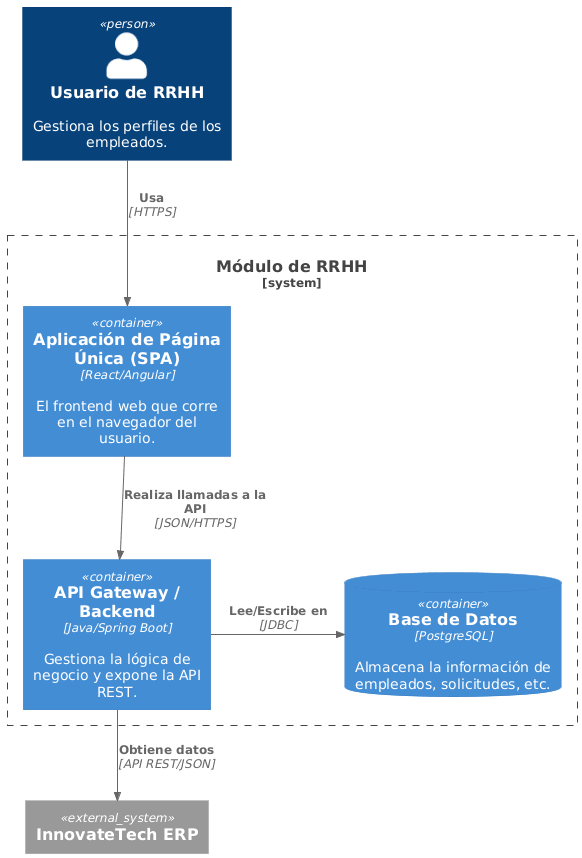 «person»
Usuario de RRHH
Gestiona los perfiles de los
empleados.
Usa
[HTTPS]
Módulo de RRHH
[system]
«container»
Aplicación de Página
Única (SPA)
[React/Angular]
El frontend web que corre
en el navegador del
usuario.
Realiza llamadas a la
API
[JSON/HTTPS]
«container»
API Gateway /
Backend
[Java/Spring Boot]
Gestiona la lógica de
negocio y expone la API
REST.
Lee/Escribe en
[JDBC]
«container»
Base de Datos
[PostgreSQL]
Almacena la información de
empleados, solicitudes, etc.
Obtiene datos
[API REST/JSON]
«external_system»
InnovateTech ERP